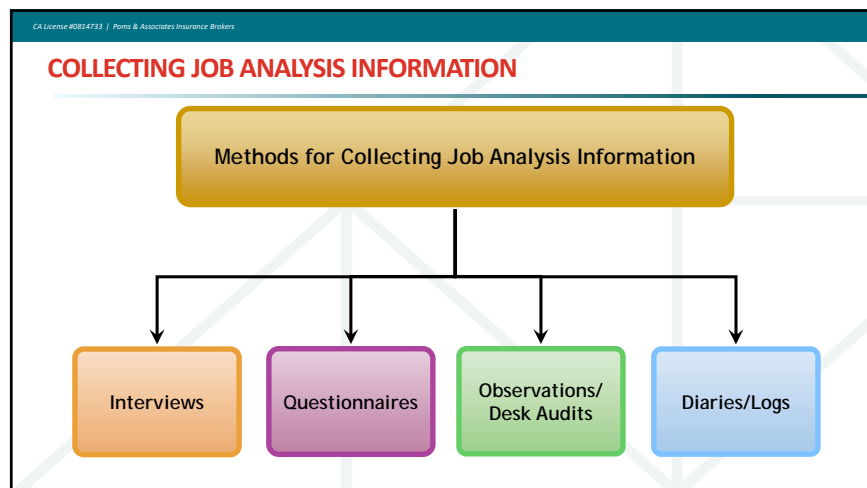 CA License #0814733 | Poms & Associates Insurance Brokers
COLLECTING JOB ANALYSIS INFORMATION
Methods for Collecting Job Analysis Information
Interviews
Questionnaires
Observations/
Desk Audits
Diaries/Logs